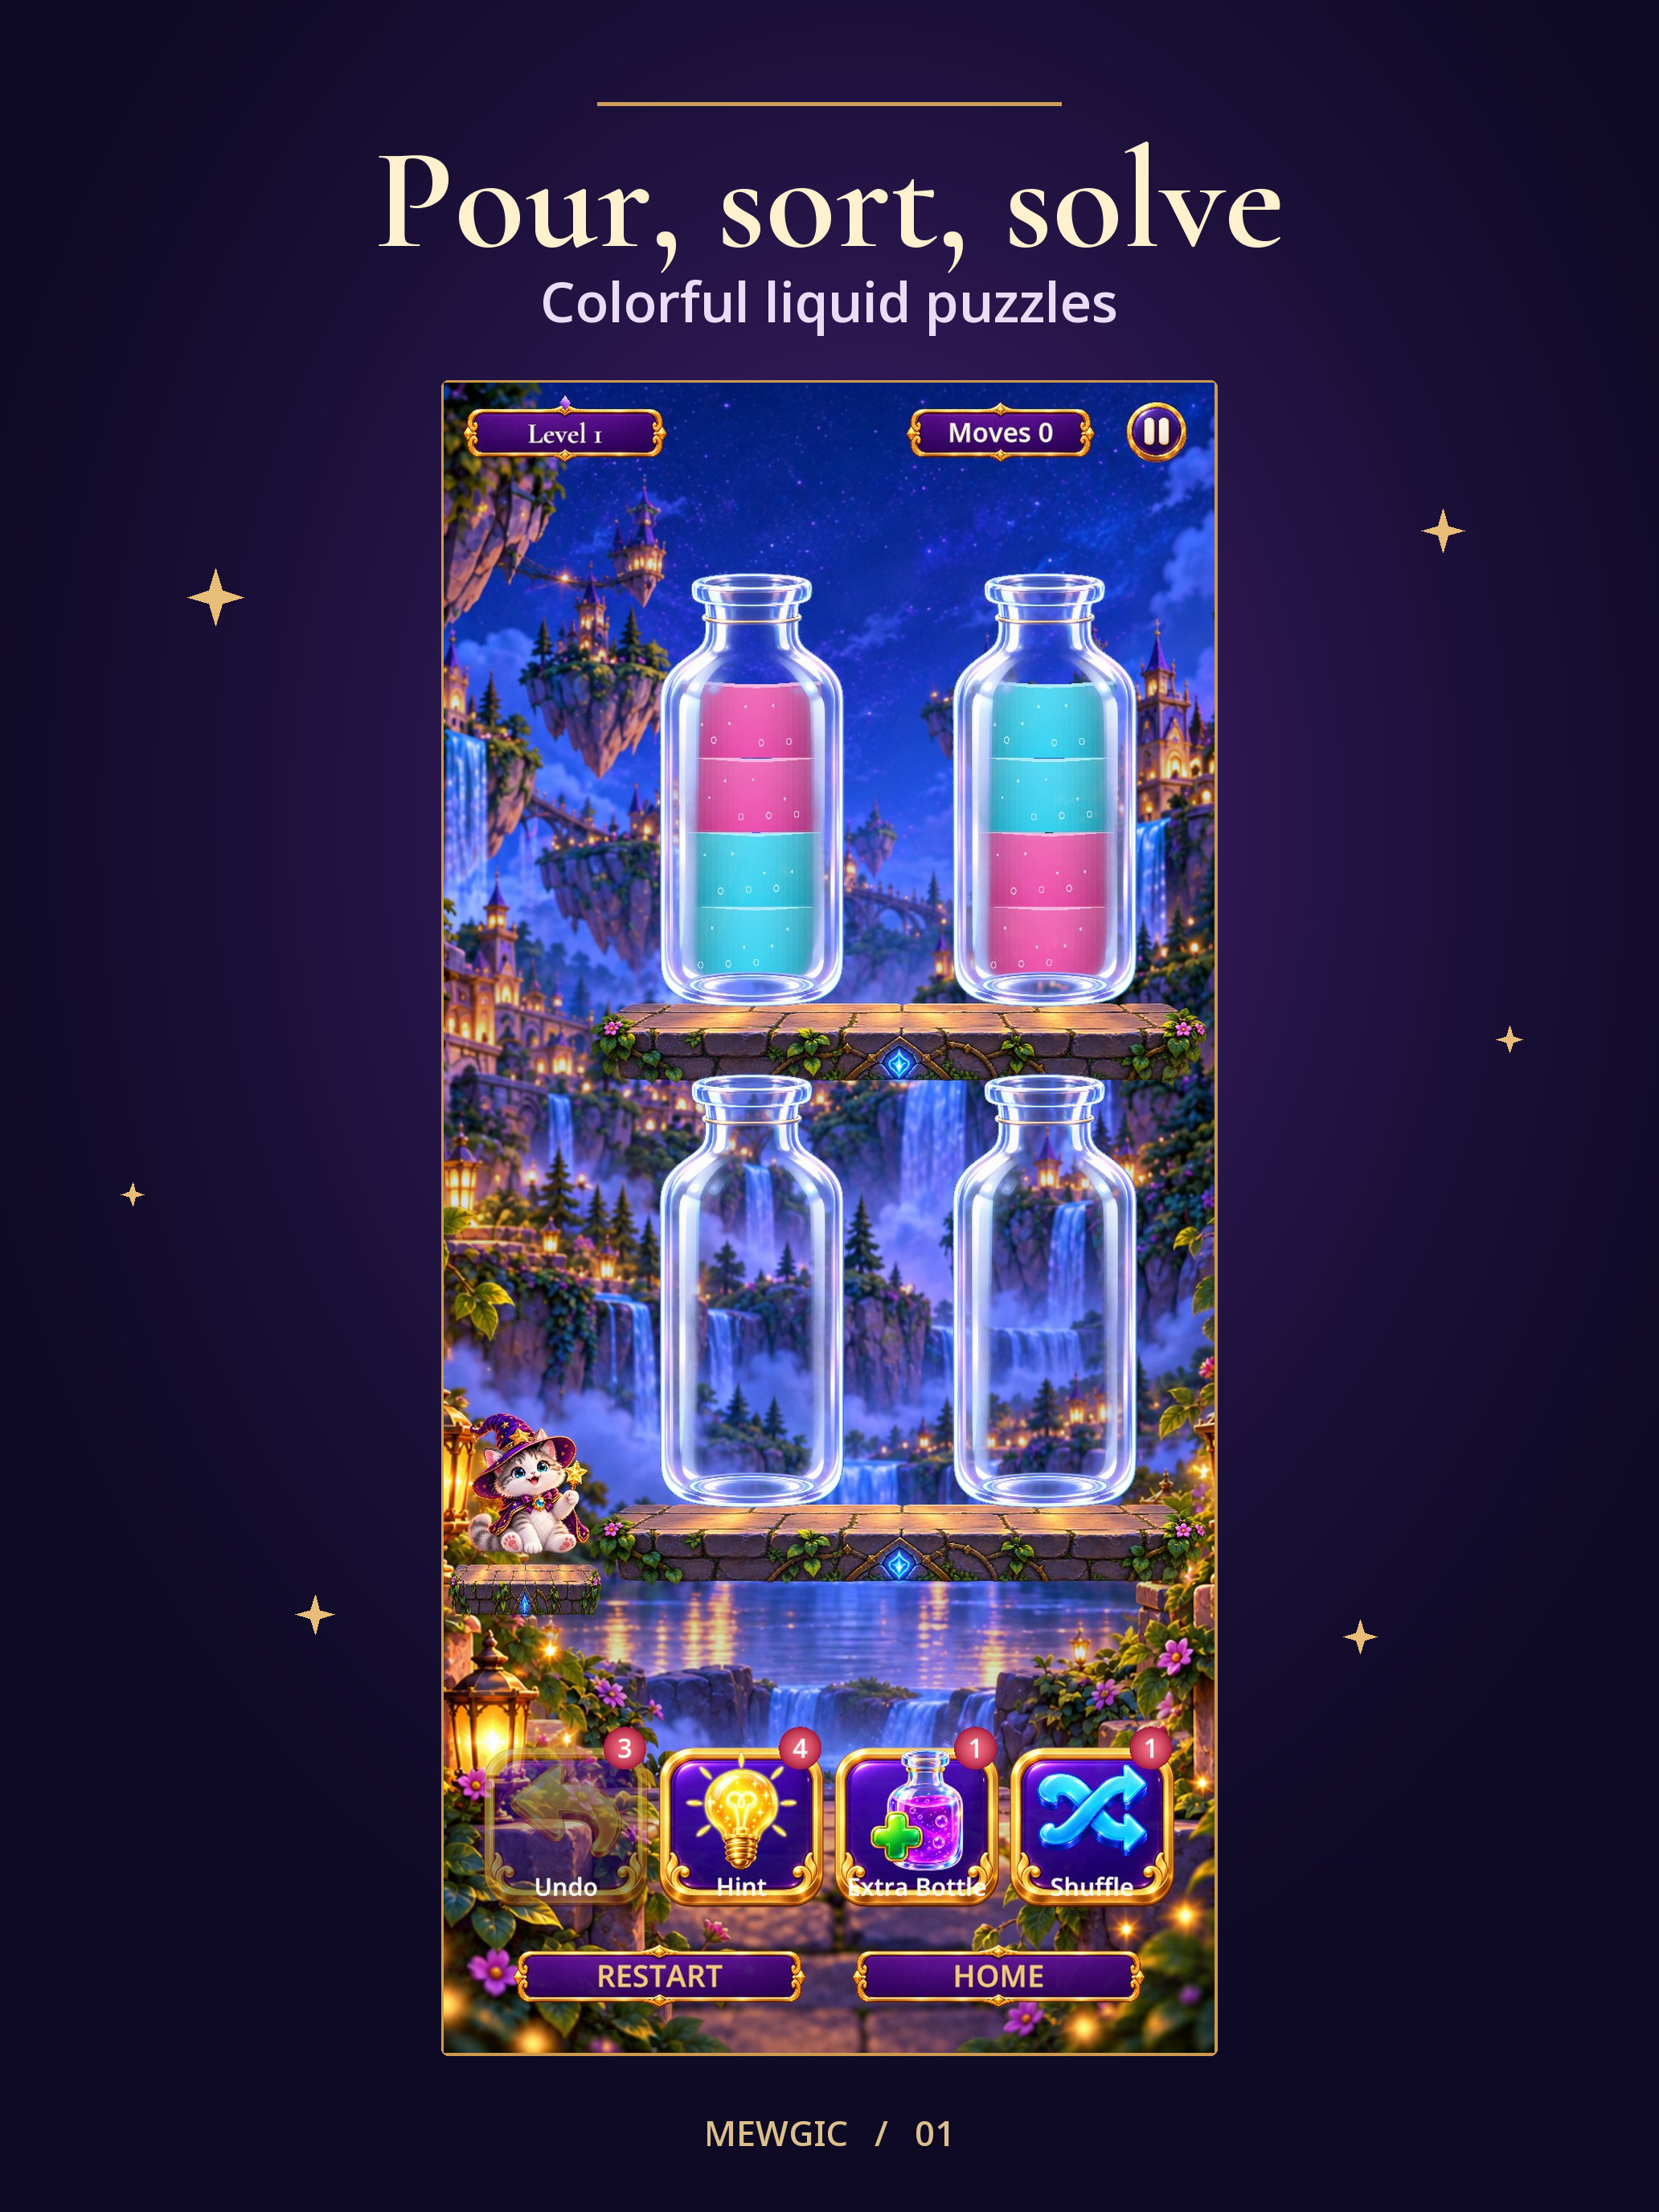 Pour, sort, solve
Colorful liquid puzzles
Level 1
Moves 0
3
4
1
1
Undo
Hint
Extra Bottle
Shuffle
RESTART
HOME
MEWGIC / 01